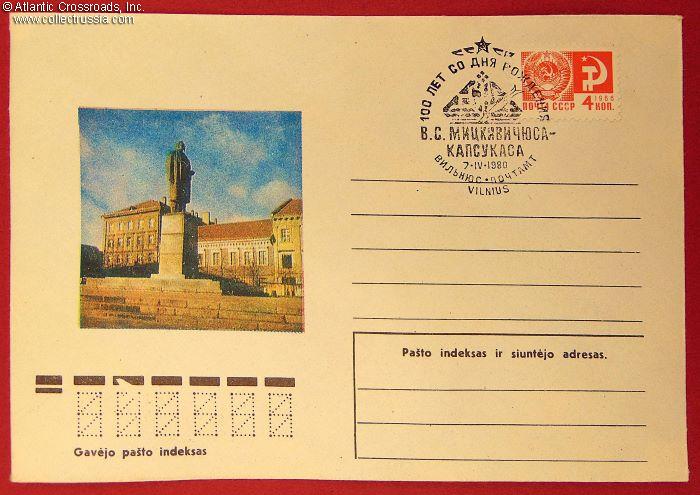 © Atlantic Crossroads, Inc.
www.collectrussia.com
100 ЛЕТ СО ДНЯ РОЖДЕНИЯ
В.С. МИЦКЯВИЧЮСА-
КАПСУКАСА
7·IV·1980
ВИЛЬНЮС · ПОЧТАМТ
VILNIUS
1966
ПОЧТА СССР 4 КОП.
Pašto indeksas ir siuntėjo adresas.
Gavėjo pašto indeksas